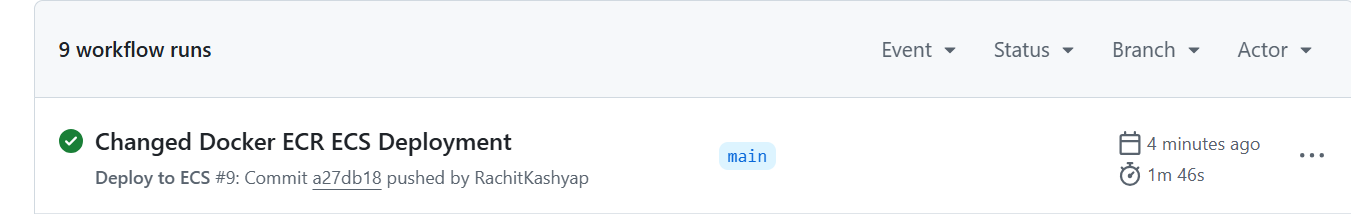 9 workflow runs
Event Status Branch Actor
Changed Docker ECR ECS Deployment
Deploy to ECS #9: Commit a27db18 pushed by RachitKashyap
main
4 minutes ago
1m 46s